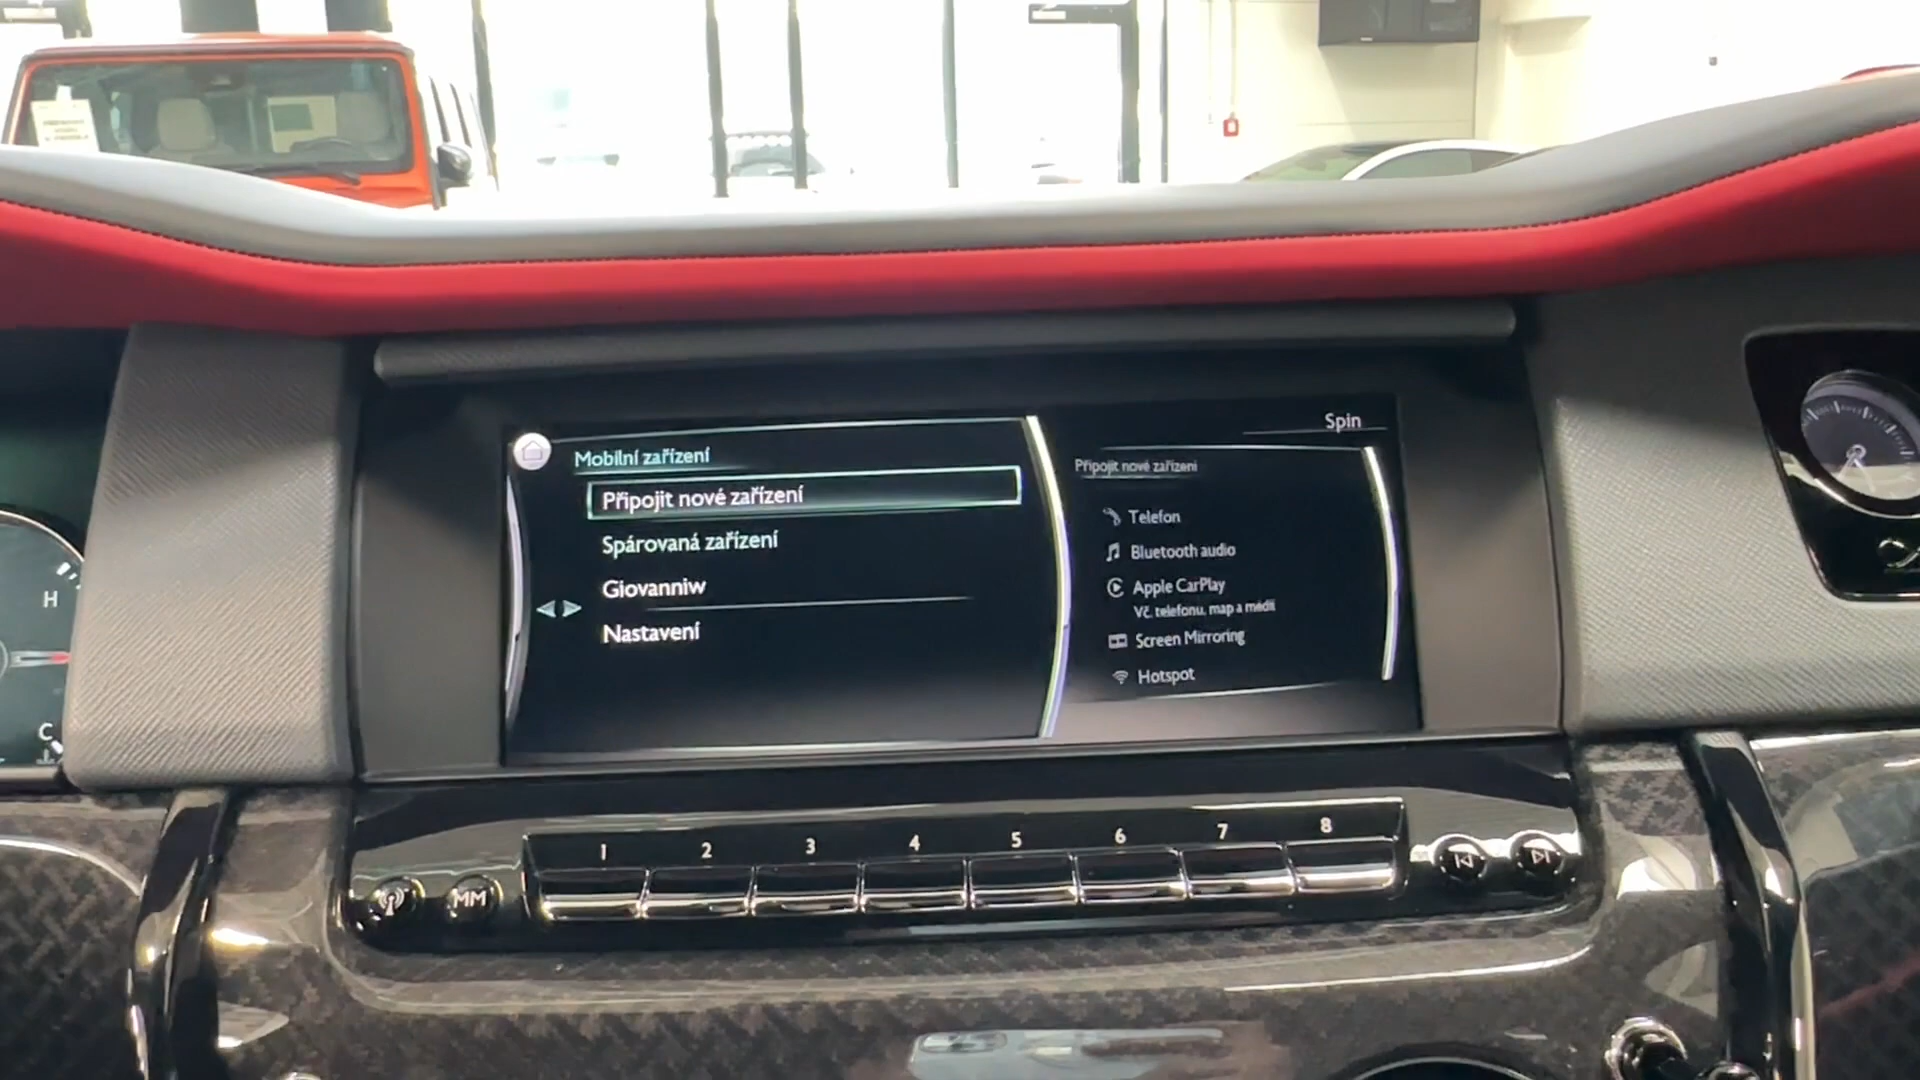 Spin
Mobilní zařízení
Připojit nové zařízení
Spárovaná zařízení
Giovanniw
Nastavení
Připojit nové zařízení
Telefon
Bluetooth audio
Apple CarPlay
Vč. telefonu, map a médií
Screen Mirroring
Hotspot
H
C
1 2 3 4 5 6 7 8
MM